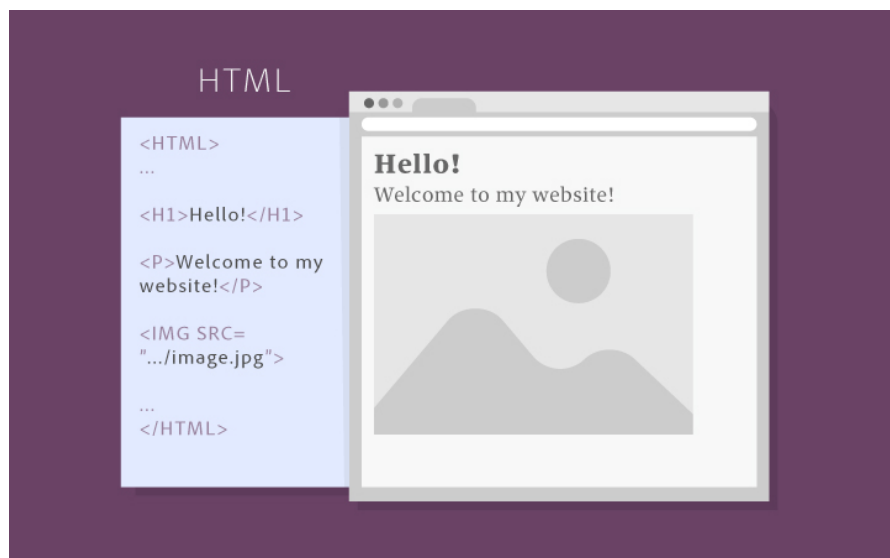 HTML
<HTML>
...
<H1>Hello!</H1>
<P>Welcome to my
website!</P>
<IMG SRC=
".../image.jpg">
...
</HTML>
Hello!
Welcome to my website!